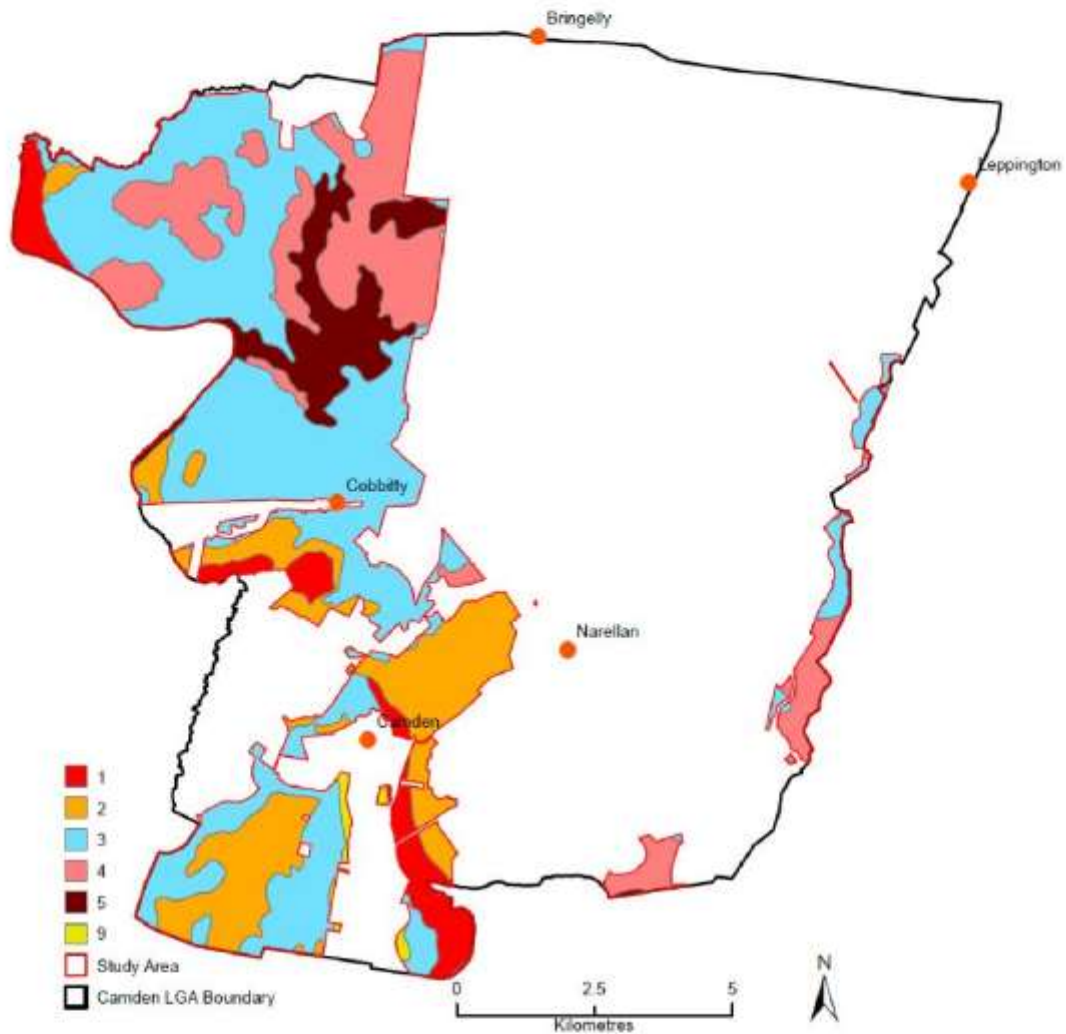 Bringelly
Leppington
Cobbitty
Narellan
Camden
1
2
3
4
5
9
Study Area
Camden LGA Boundary
0 2.5 5
Kilometres
N